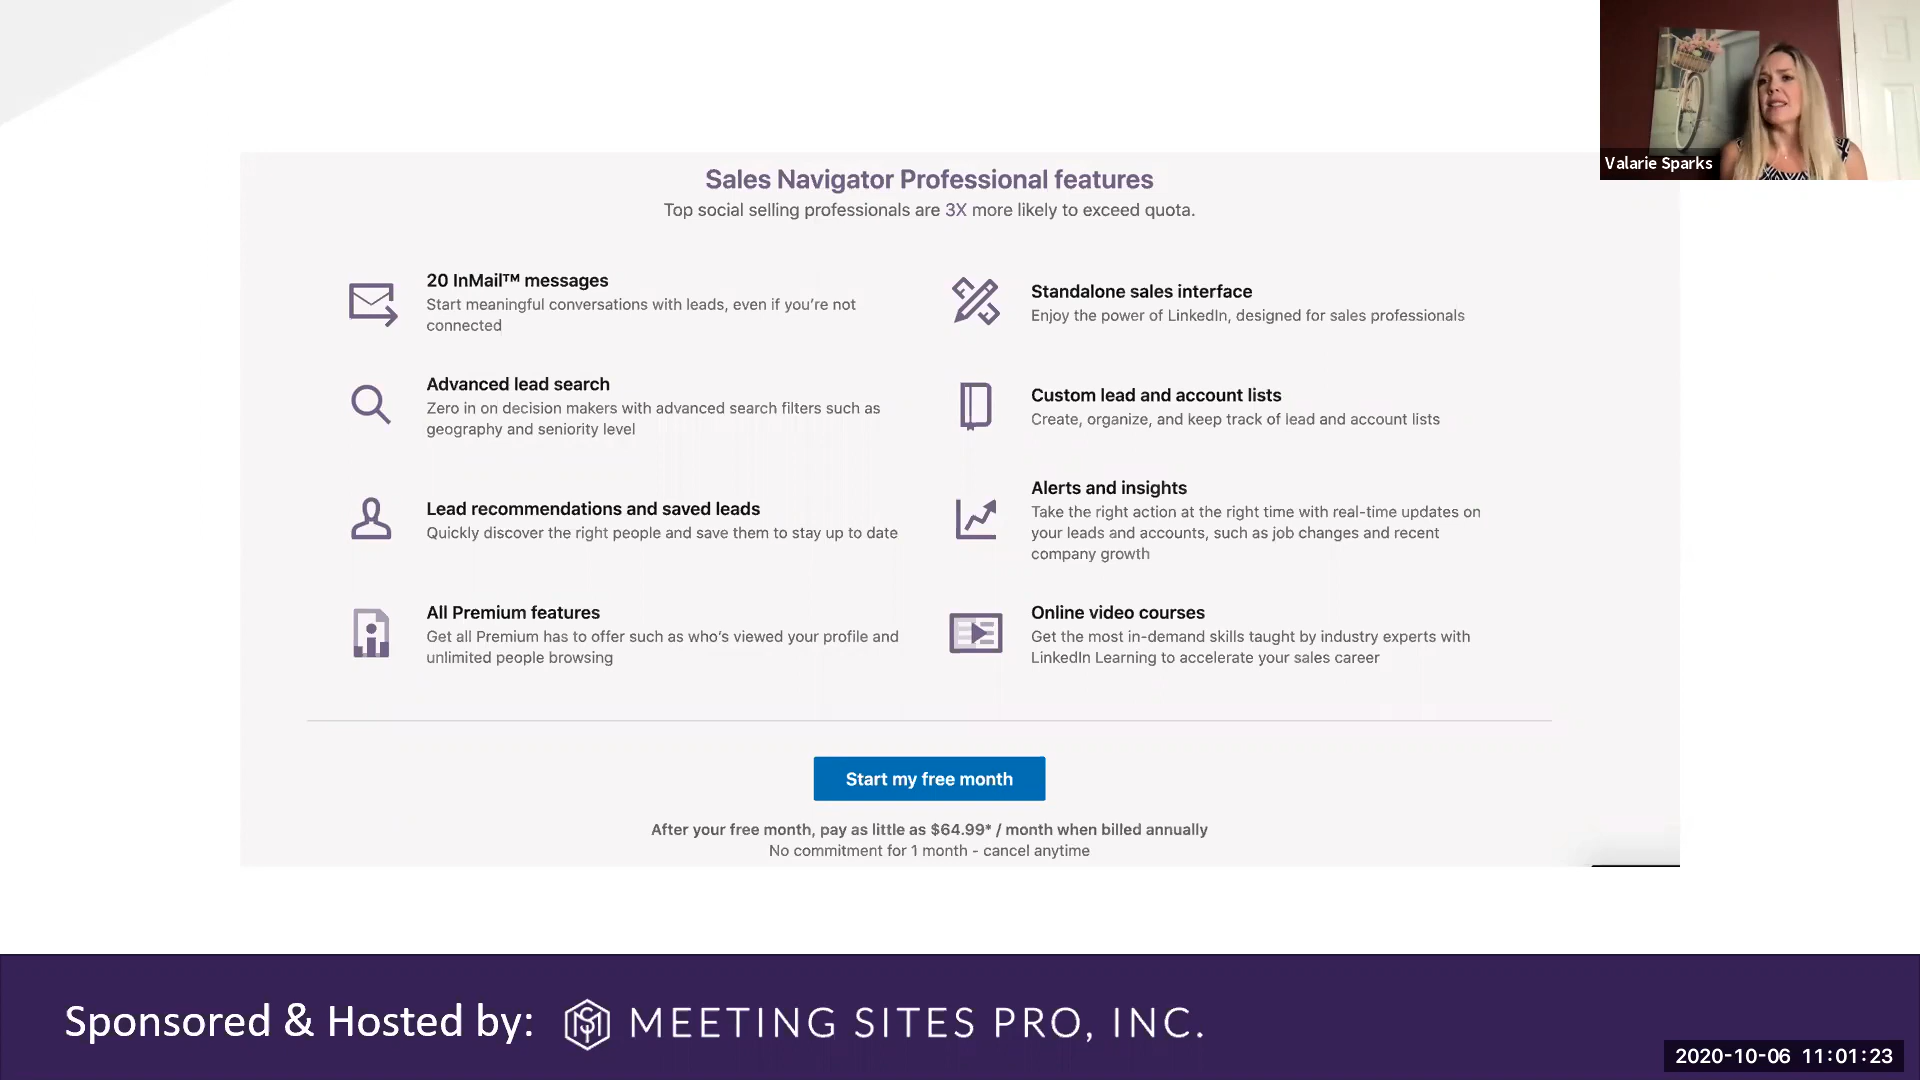 Valarie Sparks
Sales Navigator Professional features
Top social selling professionals are 3X more likely to exceed quota.
20 InMail™ messages
Start meaningful conversations with leads, even if you're not
connected
Standalone sales interface
Enjoy the power of LinkedIn, designed for sales professionals
Advanced lead search
Zero in on decision makers with advanced search filters such as
geography and seniority level
Custom lead and account lists
Create, organize, and keep track of lead and account lists
Lead recommendations and saved leads
Quickly discover the right people and save them to stay up to date
Alerts and insights
Take the right action at the right time with real-time updates on
your leads and accounts, such as job changes and recent
company growth
All Premium features
Get all Premium has to offer such as who's viewed your profile and
unlimited people browsing
Online video courses
Get the most in-demand skills taught by industry experts with
LinkedIn Learning to accelerate your sales career
Start my free month
After your free month, pay as little as $64.99* / month when billed annually
No commitment for 1 month - cancel anytime
Sponsored & Hosted by: MEETING SITES PRO, INC.
2020-10-06 11:01:23